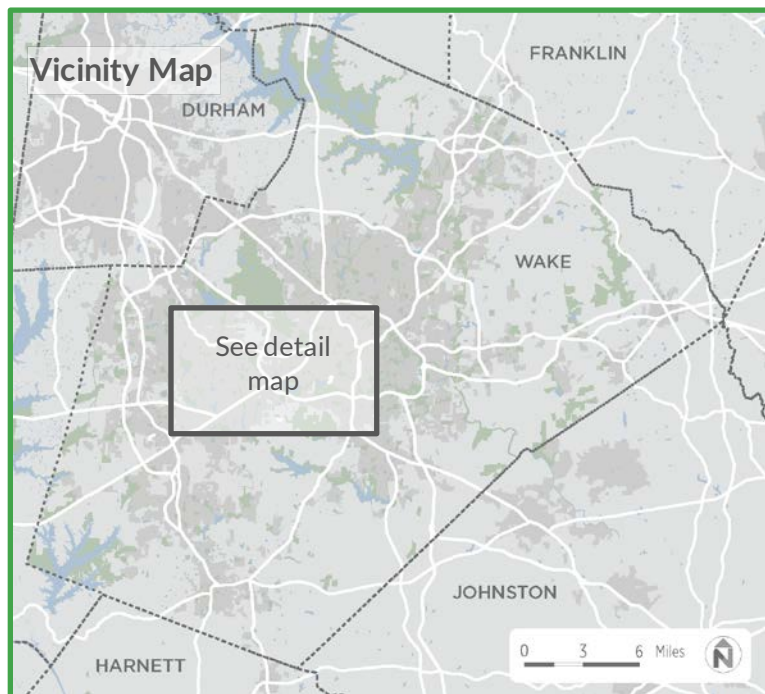 Vicinity Map
FRANKLIN
DURHAM
WAKE
See detail
map
JOHNSTON
HARNETT
0 3 6 Miles
N